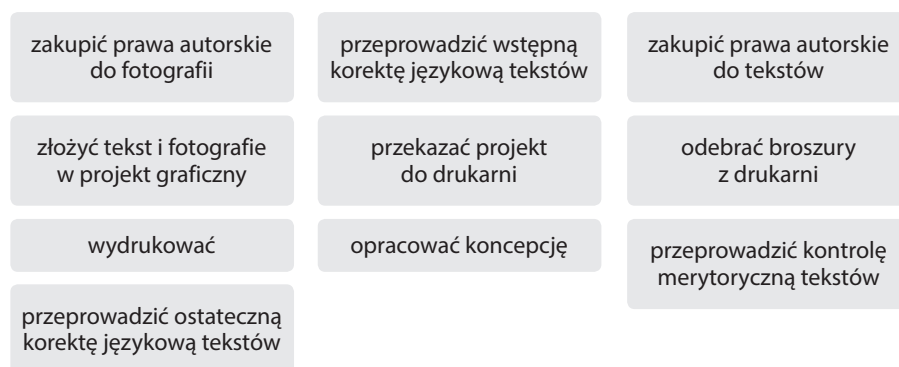 zakupić prawa autorskie
do fotografii
przeprowadzić wstępną
korektę językową tekstów
zakupić prawa autorskie
do tekstów
złożyć tekst i fotografie
w projekt graficzny
przekazać projekt
do drukarni
odebrać broszury
z drukarni
wydrukować
opracować koncepcję
przeprowadzić kontrolę
merytoryczną tekstów
przeprowadzić ostateczną
korektę językową tekstów